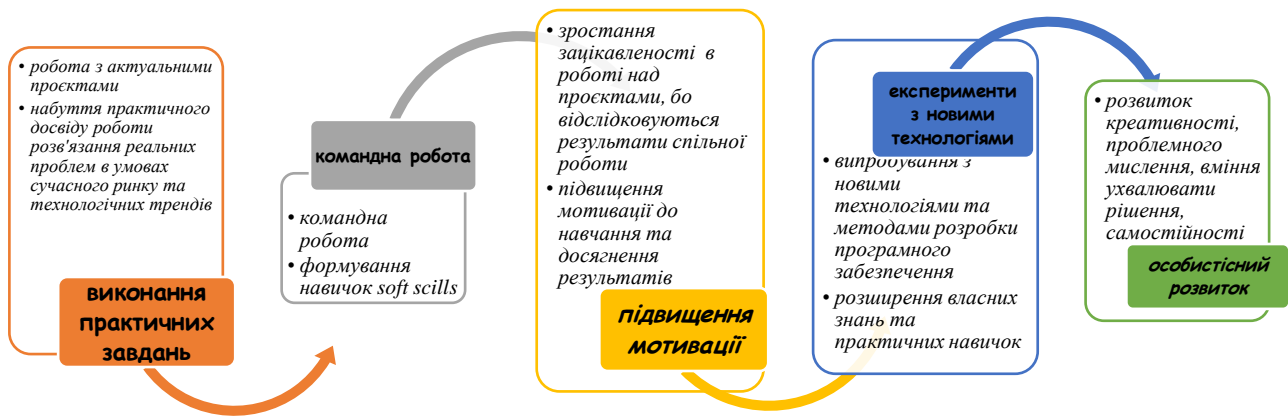 • робота з актуальними
проєктами
• набуття практичного
досвіду роботи
розв'язання реальних
проблем в умовах
сучасного ринку та
технологічних трендів
виконання
практичних
завдань
командна робота
• командна
робота
• формування
навичок soft scills
• зростання
зацікавленості в
роботі над
проєктами, бо
відслідковуються
результати спільної
роботи
• підвищення
мотивації до
навчання та
досягнення
результатів
підвищення
мотивації
експерименти
з новими
технологіями
• випробування з
новими
технологіями та
методами розробки
програмного
забезпечення
• розширення власних
знань та
практичних навичок
• розвиток
креативності,
проблемного
мислення, вміння
ухвалювати
рішення,
самостійності
особистісний
розвиток